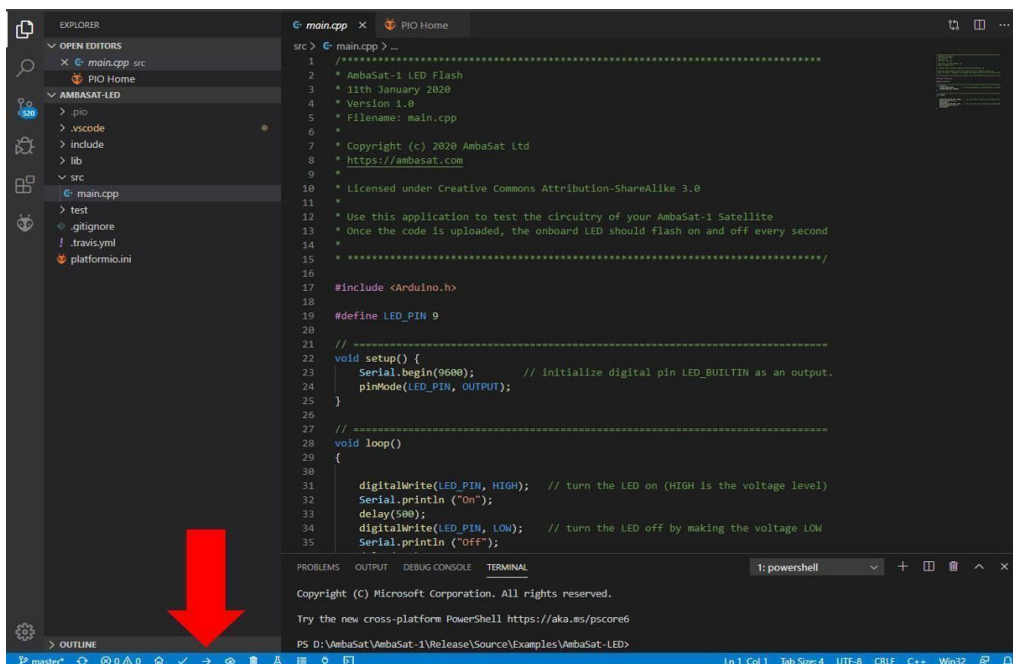 EXPLORER
OPEN EDITORS
main.cpp src
PIO Home
AMBASAT-LED
.pio
.vscode
include
lib
src
main.cpp
test
.gitignore
.travis.yml
platformio.ini
OUTLINE
520
main.cpp
PIO Home
src > main.cpp > ...
1 /*******************************************************************************
2 * AmbaSat-1 LED Flash
3 * 11th January 2020
4 * Version 1.0
5 * Filename: main.cpp
6 *
7 * Copyright (c) 2020 AmbaSat Ltd
8 * https://ambasat.com
9 *
10 * Licensed under Creative Commons Attribution-ShareAlike 3.0
11 *
12 * Use this application to test the circuitry of your AmbaSat-1 Satellite
13 * Once the code is uploaded, the onboard LED should flash on and off every second
14 *
15 * ******************************************************************************/
16
17 #include <Arduino.h>
18
19 #define LED_PIN 9
20
21 // ==============================================================================
22 void setup() {
23 Serial.begin(9600); // initialize digital pin LED_BUILTIN as an output.
24 pinMode(LED_PIN, OUTPUT);
25 }
26
27 // ==============================================================================
28 void loop()
29 {
30
31 digitalWrite(LED_PIN, HIGH); // turn the LED on (HIGH is the voltage level)
32 Serial.println ("On");
33 delay(500);
34 digitalWrite(LED_PIN, LOW); // turn the LED off by making the voltage LOW
35 Serial.println ("Off");
PROBLEMS OUTPUT DEBUG CONSOLE TERMINAL 1: powershell
Copyright (C) Microsoft Corporation. All rights reserved.
Try the new cross-platform PowerShell https://aka.ms/pscore6
PS D:\AmbaSat\AmbaSat-1\Release\Source\Examples\AmbaSat-LED>
master* 0 0 Ln 1, Col 1 Tab Size: 4 UTF-8 CRLF C++ Win32